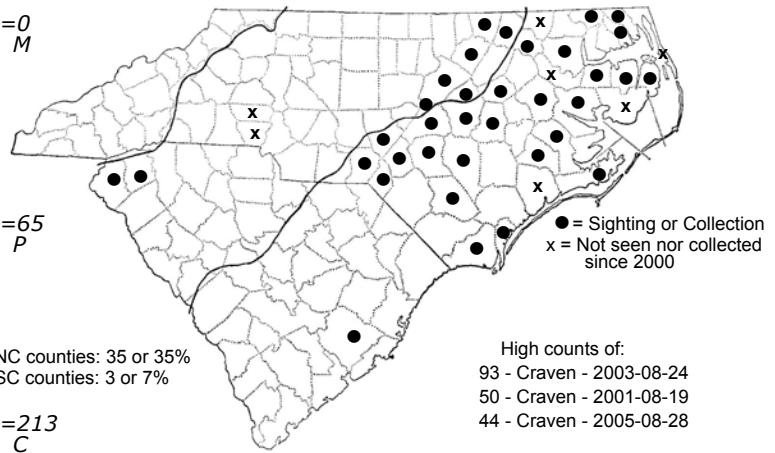 =0
M
=65
P
● = Sighting or Collection
x = Not seen nor collected
since 2000
NC counties: 35 or 35%
SC counties: 3 or 7%
High counts of:
93 - Craven - 2003-08-24
50 - Craven - 2001-08-19
44 - Craven - 2005-08-28
=213
C